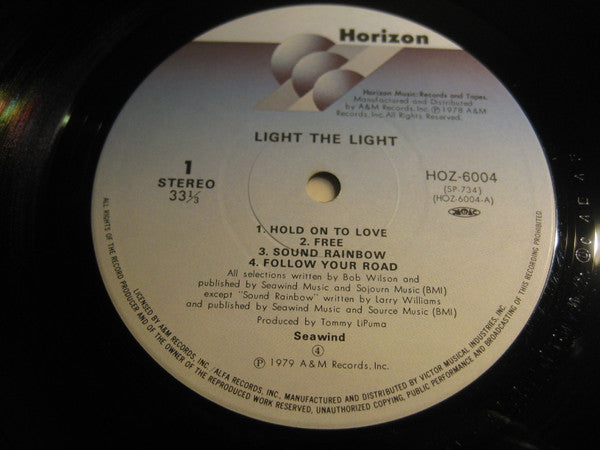 Horizon
Horizon Music: Records and Tapes.
Manufactured and Distributed
by A&M Records, Inc. Ⓟ 1978 A&M
Records, Inc. All Rights Reserved.
LIGHT THE LIGHT
1
STEREO
33⅓
HOZ-6004
(SP-734)
(HOZ-6004-A)
1. HOLD ON TO LOVE
2. FREE
3. SOUND RAINBOW
4. FOLLOW YOUR ROAD
All selections written by Bob Wilson and
published by Seawind Music and Sojourn Music (BMI)
except "Sound Rainbow" written by Larry Williams
and published by Seawind Music and Source Music (BMI)
Produced by Tommy LiPuma
Seawind
④
Ⓟ 1979 A&M Records, Inc.
ALL RIGHTS OF THE RECORD PRODUCER AND OF THE OWNER OF THE REPRODUCED WORK RESERVED, UNAUTHORIZED COPYING, PUBLIC PERFORMANCE AND BROADCASTING OF THIS RECORDING PROHIBITED
LICENSED BY A&M RECORDS, INC./ALFA RECORDS, INC., MANUFACTURED AND DISTRIBUTED BY VICTOR MUSICAL INDUSTRIES, INC.